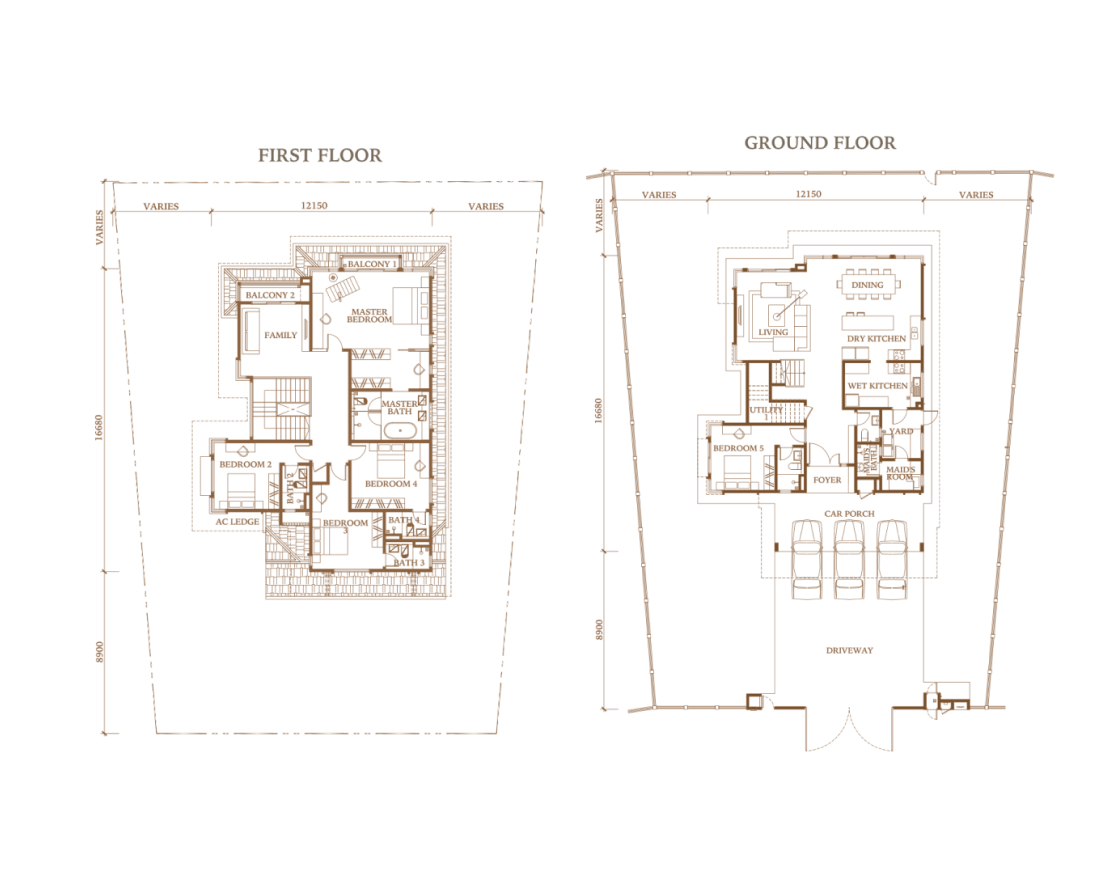 FIRST FLOOR
VARIES
12150
VARIES
VARIES
BALCONY 1
BALCONY 2
MASTER
BEDROOM
FAMILY
MASTER
BATH
16680
BEDROOM 2
BATH 2
BEDROOM 4
AC LEDGE
BEDROOM
3
BATH 4
BATH 3
8900
GROUND FLOOR
VARIES
12150
VARIES
VARIES
DINING
LIVING
DRY KITCHEN
WET KITCHEN
16680
UTILITY
1
YARD
BEDROOM 5
MAID'S
BATH
MAID'S
ROOM
FOYER
CAR PORCH
8900
DRIVEWAY